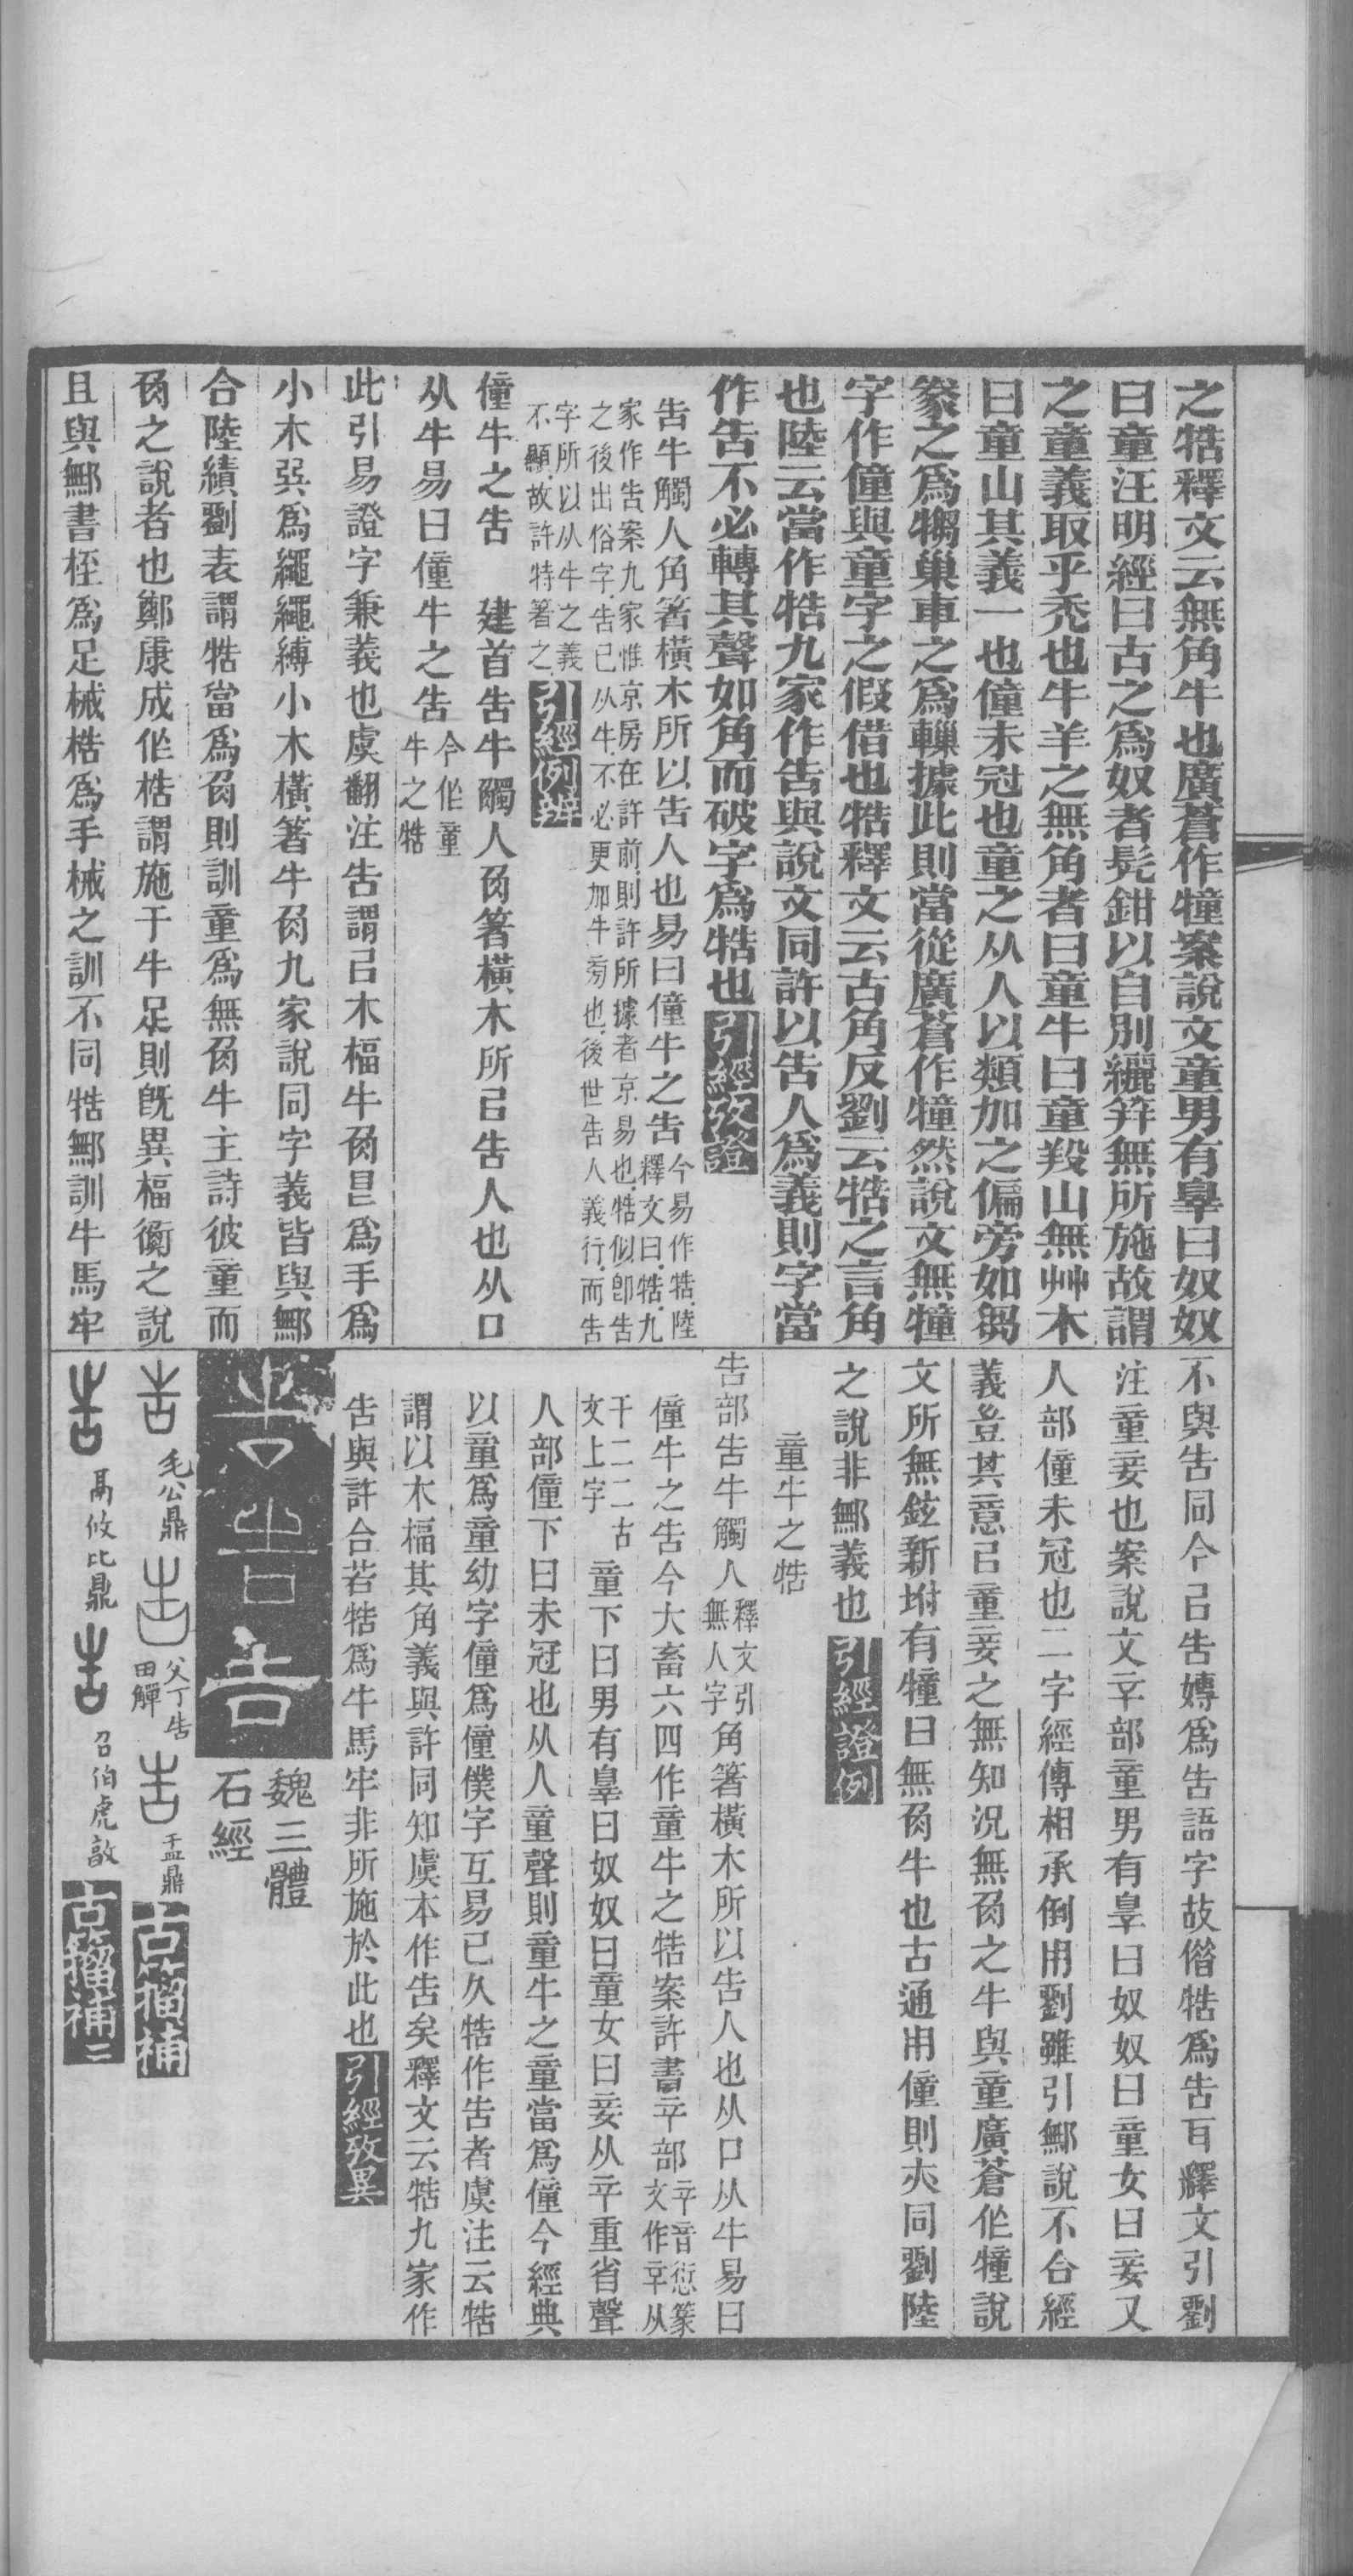 之牿釋文云無角牛也廣蒼作犝案說文童男有辠曰奴奴
曰童汪明經曰古之爲奴者髡鉗以自別纚笄無所施故謂
之童義取乎禿也牛羊之無角者曰童牛曰童羖山無艸木
曰童山其義一也僮未冠也童之从人以類加之偏旁如芻
豢之爲犓巢車之爲轈據此則當從廣蒼作犝然說文無犝
字作僮與童字之假借也牿釋文云古角反劉云牿之言角
也陸云當作牿九家作告與說文同許以告人爲義則字當
作告不必轉其聲如角而破字爲牿也引經攷證
告牛觸人角箸橫木所以告人也易曰僮牛之告今易作牿陸
釋文曰牿九
家作告案九家惟京房在許前則許所據者京易也牿似卽告
之後出俗字告已从牛不必更加牛㫄也後世告人義行而告
字所以从牛之義
不顯故許特箸之引經例辨
僮牛之告　建首告牛觸人角箸橫木所㠯告人也从口
从牛易曰僮牛之告今作童
牛之牿
此引易證字兼義也虞翻注告謂㠯木楅牛角㠯爲手爲
小木巽爲繩繩縛小木橫箸牛角九家說同字義皆與鄦
合陸績劉表謂牿當爲角則訓童爲無角牛主詩彼童而
角之說者也鄭康成作梏謂施于牛足則旣異楅衡之說
且與鄦書桎爲足械梏爲手械之訓不同牿鄦訓牛馬牢
不與告同今㠯告嫥爲告語字故借牿爲告耳釋文引劉
注童妾也案說文䇂部童男有辠曰奴奴曰童女曰妾又
人部僮未冠也二字經傳相承倒用劉雖引鄦說不合經
義豈其意㠯童妾之無知況無角之牛與童廣蒼作犝說
文所無鉉新坿有犝曰無角牛也古通用僮則亦同劉陸
之說非鄦義也引經證例
童牛之牿
告部告牛觸人釋文引
無人字角箸橫木所以告人也从口从牛易曰
僮牛之告今大畜六四作童牛之牿案許書䇂部䇂音愆篆
文作䇂从
干二二古
文上字童下曰男有辠曰奴奴曰童女曰妾从䇂重省聲
人部僮下曰未冠也从人童聲則童牛之童當爲僮今經典
以童爲童幼字僮爲僮僕字互易已久牿作告者虞注云牿
謂以木楅其角義與許同知虞本作告矣釋文云牿九家作
告與許合若牿爲牛馬牢非所施於此也引經攷異
告告告魏三體
石經
毛公鼎
父丁告
田觶
盂鼎
古籀補
鬲攸比鼎
召伯虎敦
古籀補二